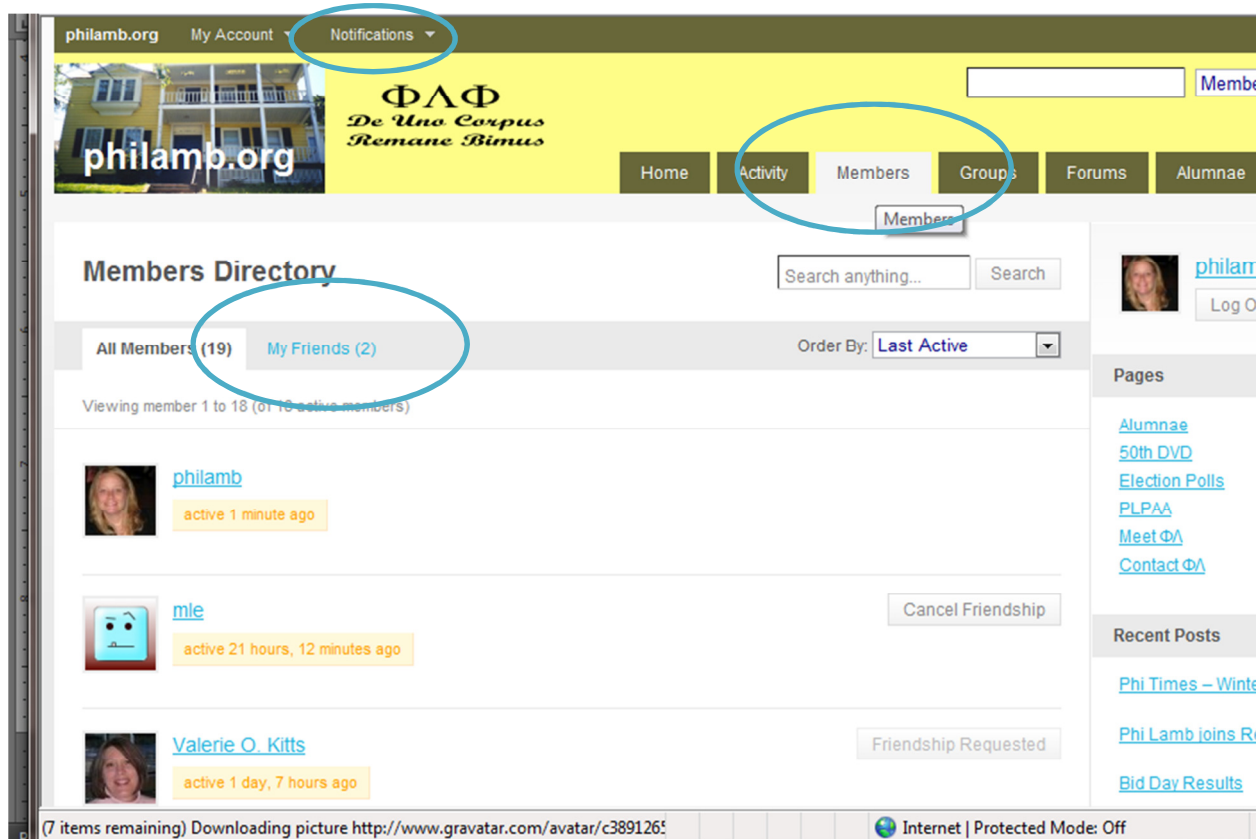 philamb.org My Account Notifications
ΦΛΦ
De Uno Corpus
Remane Bimus
philamb.org
Membe
Home Activity Members Groups Forums Alumnae
Members
Members Directory
Search anything... Search
All Members (19) My Friends (2)
Order By: Last Active
Viewing member 1 to 18 (of 18 active members)
philamb
active 1 minute ago
mle
active 21 hours, 12 minutes ago
Cancel Friendship
Valerie O. Kitts
active 1 day, 7 hours ago
Friendship Requested
philam
Log O
Pages
Alumnae
50th DVD
Election Polls
PLPAA
Meet ΦΛ
Contact ΦΛ
Recent Posts
Phi Times – Winte
Phi Lamb joins Re
Bid Day Results
(7 items remaining) Downloading picture http://www.gravatar.com/avatar/c3891265
Internet | Protected Mode: Off